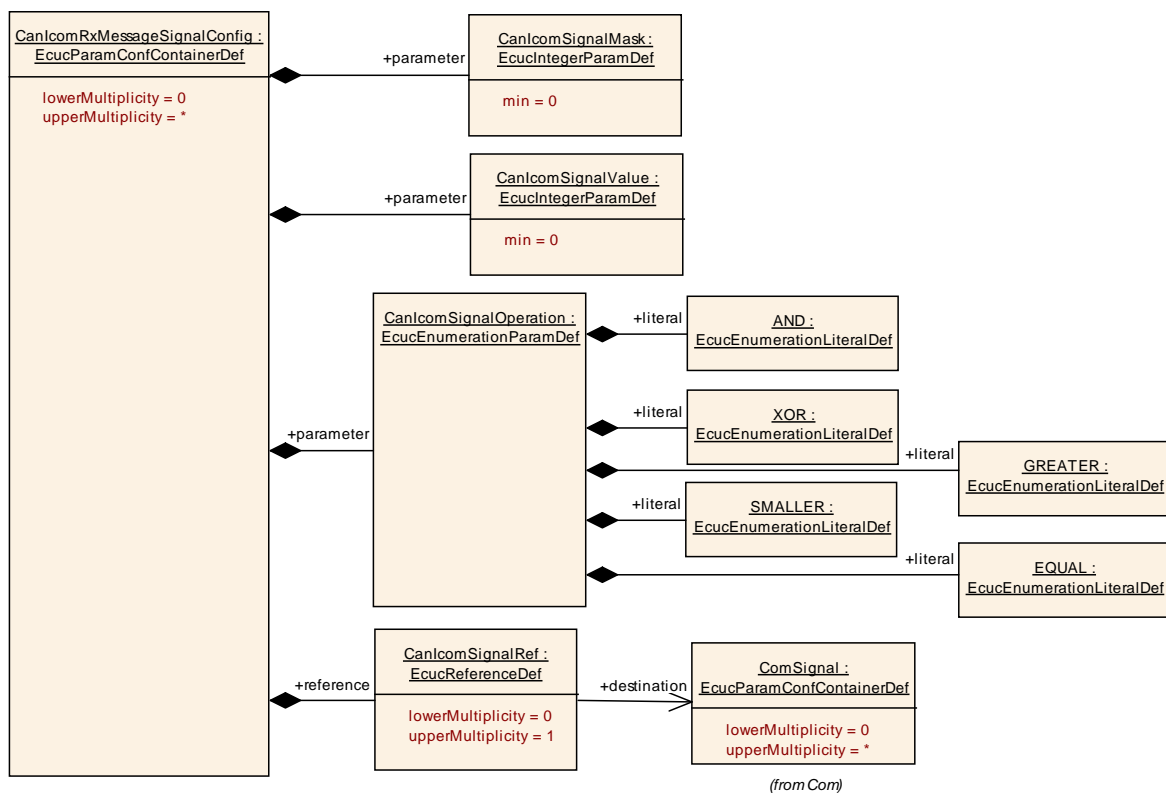 CanIcomRxMessageSignalConfig :
EcucParamConfContainerDef
lowerMultiplicity = 0
upperMultiplicity = *
+parameter
CanIcomSignalMask:
EcucIntegerParamDef
min = 0
+parameter
CanIcomSignalValue :
EcucIntegerParamDef
min = 0
+parameter
CanIcomSignalOperation :
EcucEnumerationParamDef
+literal
AND :
EcucEnumerationLiteralDef
+literal
XOR :
EcucEnumerationLiteralDef
+literal
GREATER :
EcucEnumerationLiteralDef
+literal
SMALLER :
EcucEnumerationLiteralDef
+literal
EQUAL :
EcucEnumerationLiteralDef
+reference
CanIcomSignalRef :
EcucReferenceDef
lowerMultiplicity = 0
upperMultiplicity = 1
+destination
ComSignal :
EcucParamConfContainerDef
lowerMultiplicity = 0
upperMultiplicity = *
(from Com)